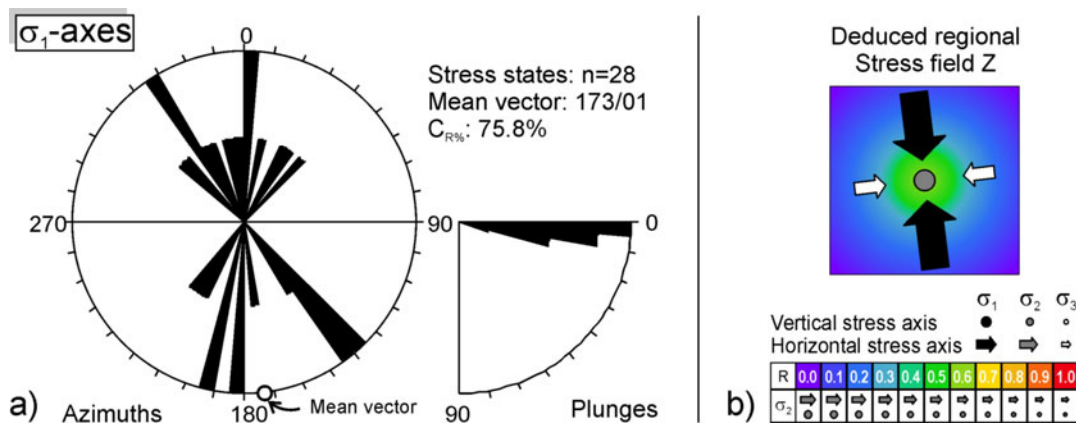 σ₁-axes
0
Stress states: n=28
Mean vector: 173/01
C_R%: 75.8%
270
90
0
180
Mean vector
90
a)
Azimuths
Plunges
Deduced regional
Stress field Z
σ₁ σ₂ σ₃
Vertical stress axis
Horizontal stress axis
R 0.0 0.1 0.2 0.3 0.4 0.5 0.6 0.7 0.8 0.9 1.0
σ₂
b)